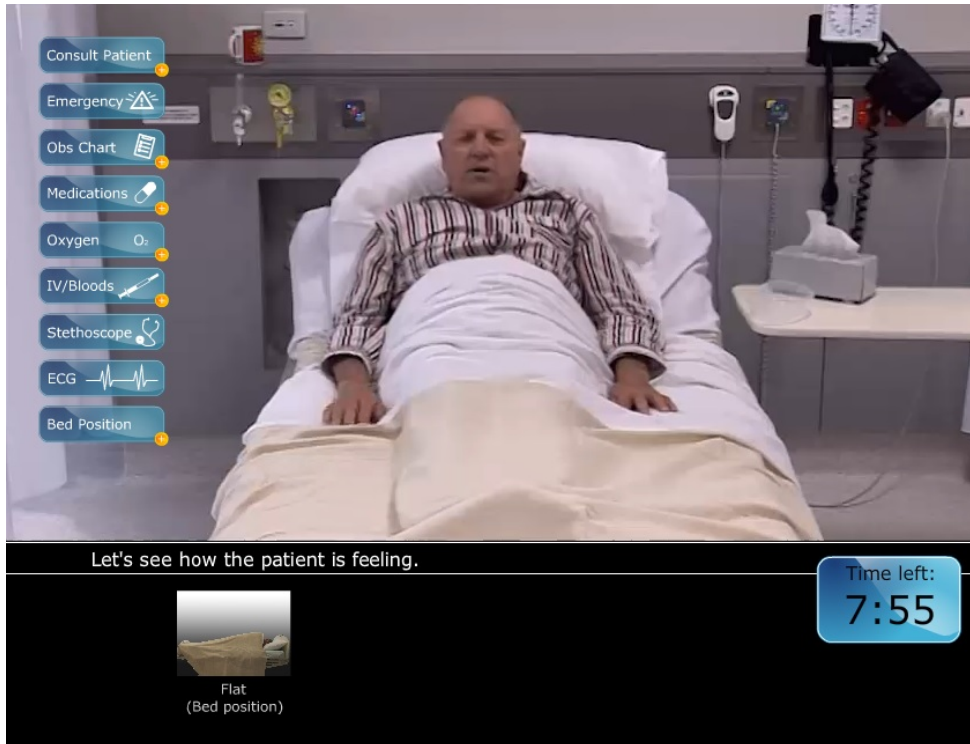 Consult Patient
Emergency
Obs Chart
Medications
Oxygen O₂
IV/Bloods
Stethoscope
ECG
Bed Position
Let's see how the patient is feeling.
Time left:
7:55
Flat
(Bed position)